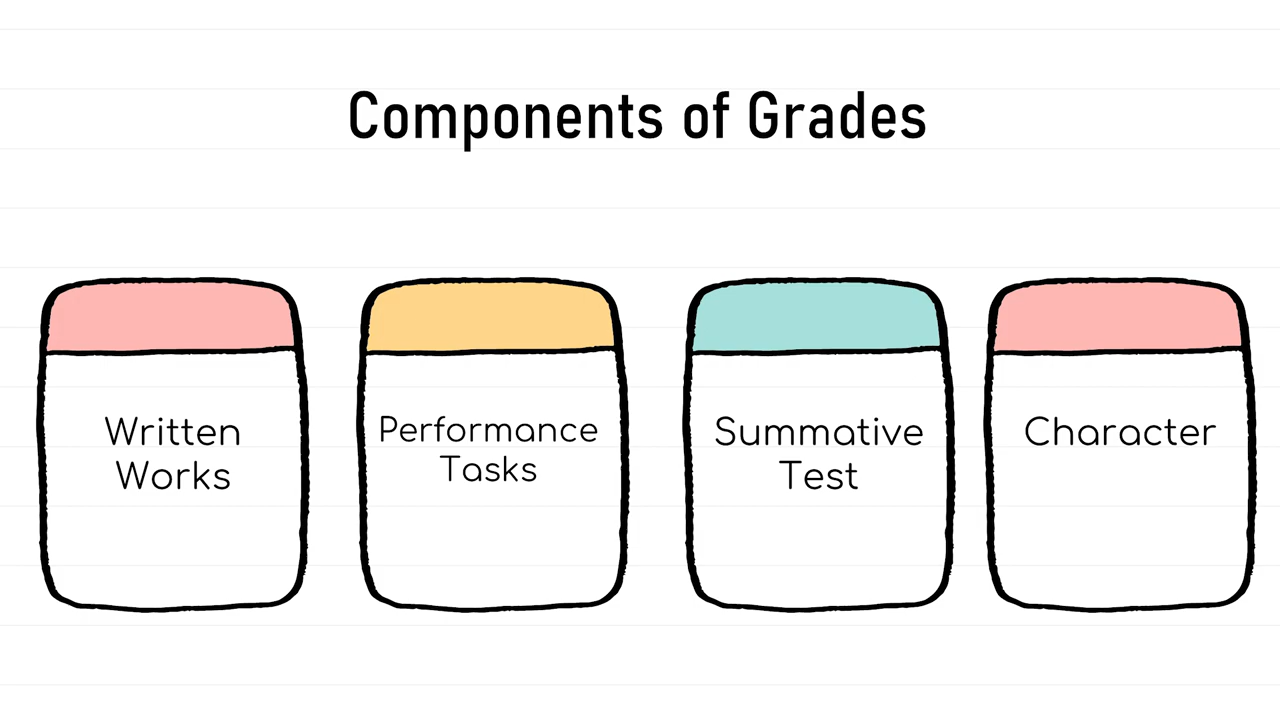 Components of Grades
Written
Works
Performance
Tasks
Summative
Test
Character